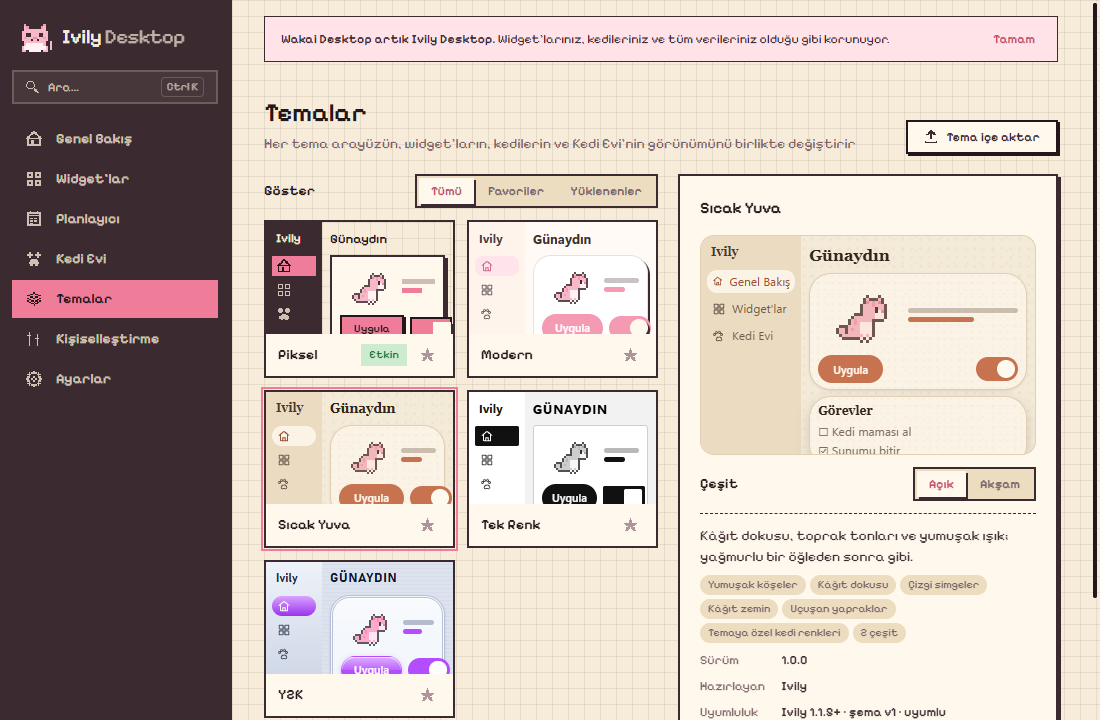 Ivily Desktop
Ara...
Ctrl K
Genel Bakış
Widget'lar
Planlayıcı
Kedi Evi
Temalar
Kişiselleştirme
Ayarlar
Wakai Desktop artık Ivily Desktop. Widget'larınız, kedileriniz ve tüm verileriniz olduğu gibi korunuyor.
Tamam
Temalar
Her tema arayüzün, widget'ların, kedilerin ve Kedi Evi'nin görünümünü birlikte değiştirir
Tema içe aktar
Göster
Tümü
Favoriler
Yüklenenler
Ivily
Günaydın
Uygula
Piksel
Etkin
Ivily
Günaydın
Uygula
Modern
Ivily
Günaydın
Uygula
Sıcak Yuva
Ivily
GÜNAYDIN
Uygula
Tek Renk
Ivily
GÜNAYDIN
Uygula
Y2K
Sıcak Yuva
Ivily
Genel Bakış
Widget'lar
Kedi Evi
Günaydın
Uygula
Görevler
☐ Kedi maması al
☑ Sunumu bitir
Çeşit
Açık
Akşam
Kâğıt dokusu, toprak tonları ve yumuşak ışık;
yağmurlu bir öğleden sonra gibi.
Yumuşak köşeler
Kâğıt dokusu
Çizgi simgeler
Kâğıt zemin
Uçuşan yapraklar
Temaya özel kedi renkleri
2 çeşit
Sürüm 1.0.0
Hazırlayan Ivily
Uyumluluk Ivily 1.1.8+ · şema v1 · uyumlu